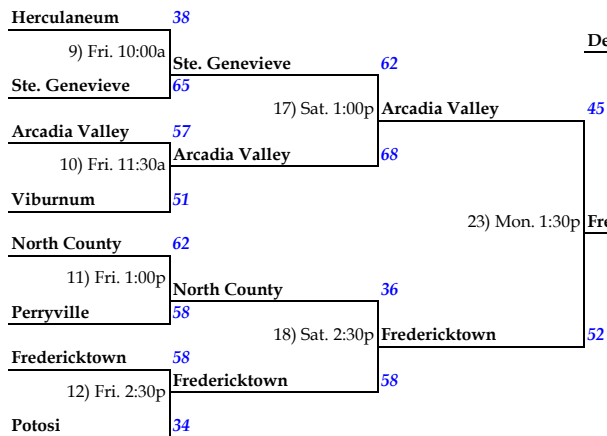 Herculaneum 38
9) Fri. 10:00a
Ste. Genevieve 65
Ste. Genevieve 62
Arcadia Valley 57
10) Fri. 11:30a
Viburnum 51
Arcadia Valley 68
17) Sat. 1:00p
Arcadia Valley 45
North County 62
11) Fri. 1:00p
Perryville 58
North County 36
Fredericktown 58
12) Fri. 2:30p
Potosi 34
Fredericktown 58
18) Sat. 2:30p
Fredericktown 52
23) Mon. 1:30p
De
Fre